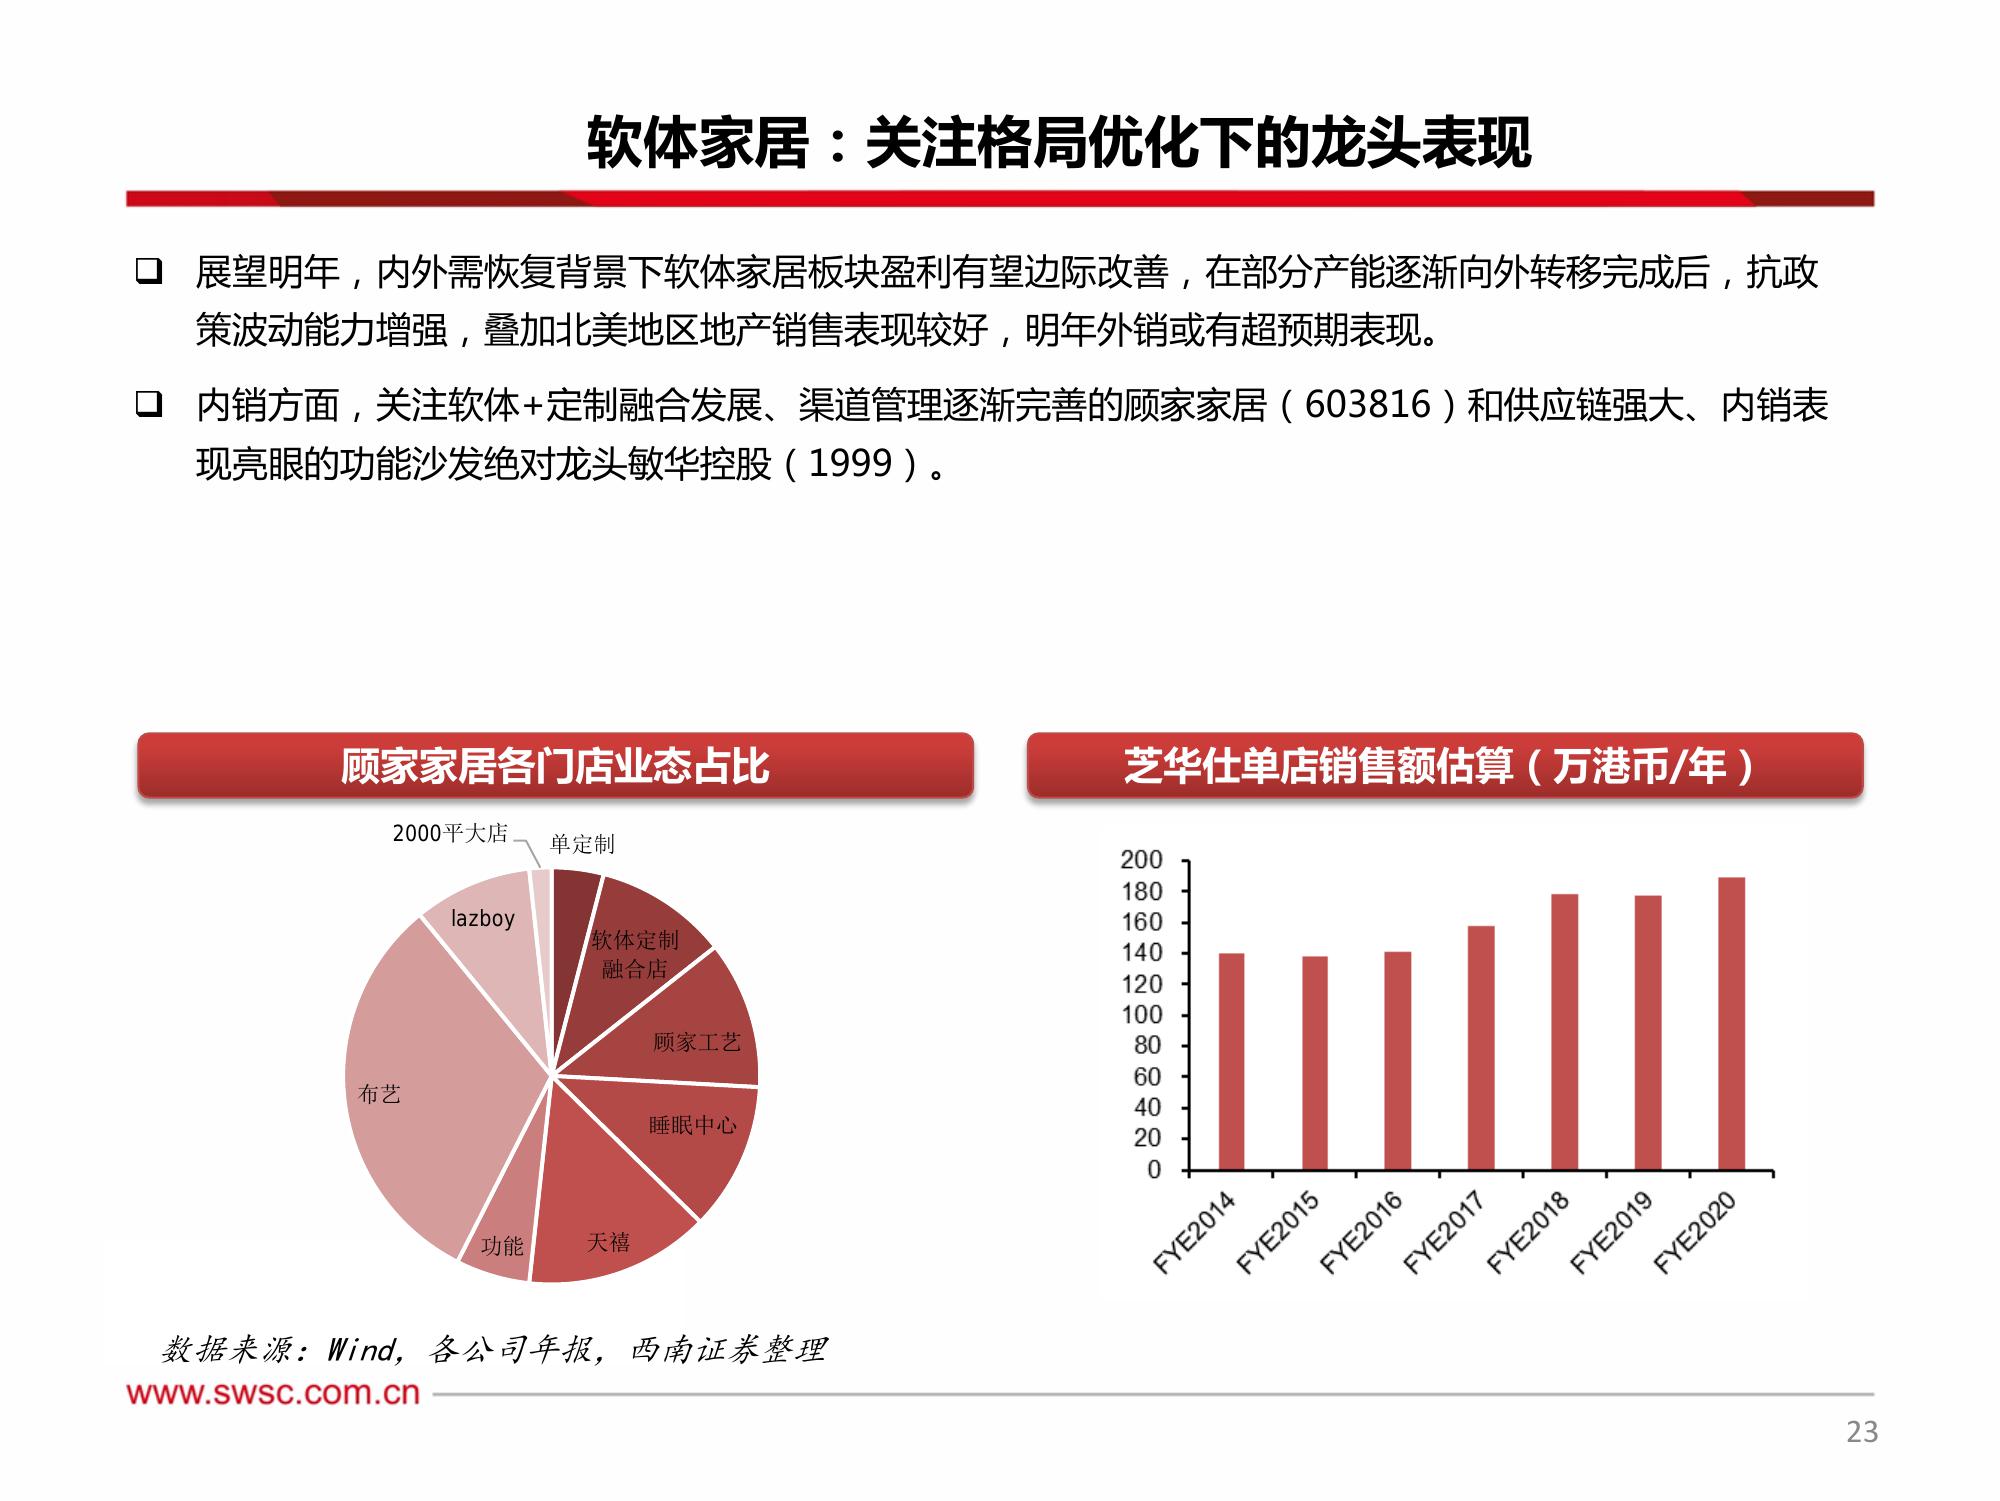 软体家居：关注格局优化下的龙头表现
❑ 展望明年，内外需恢复背景下软体家居板块盈利有望边际改善，在部分产能逐渐向外转移完成后，抗政
策波动能力增强，叠加北美地区地产销售表现较好，明年外销或有超预期表现。
❑ 内销方面，关注软体+定制融合发展、渠道管理逐渐完善的顾家家居（603816）和供应链强大、内销表
现亮眼的功能沙发绝对龙头敏华控股（1999）。
顾家家居各门店业态占比
2000平大店
单定制
lazboy
软体定制
融合店
顾家工艺
布艺
睡眠中心
功能
天禧
芝华仕单店销售额估算（万港币/年）
200
180
160
140
120
100
80
60
40
20
0
FYE2014
FYE2015
FYE2016
FYE2017
FYE2018
FYE2019
FYE2020
数据来源：Wind，各公司年报，西南证券整理
www.swsc.com.cn
23